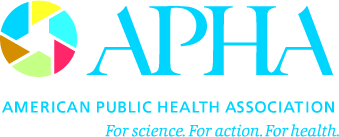 APHA
AMERICAN PUBLIC HEALTH ASSOCIATION
For science. For action. For health.